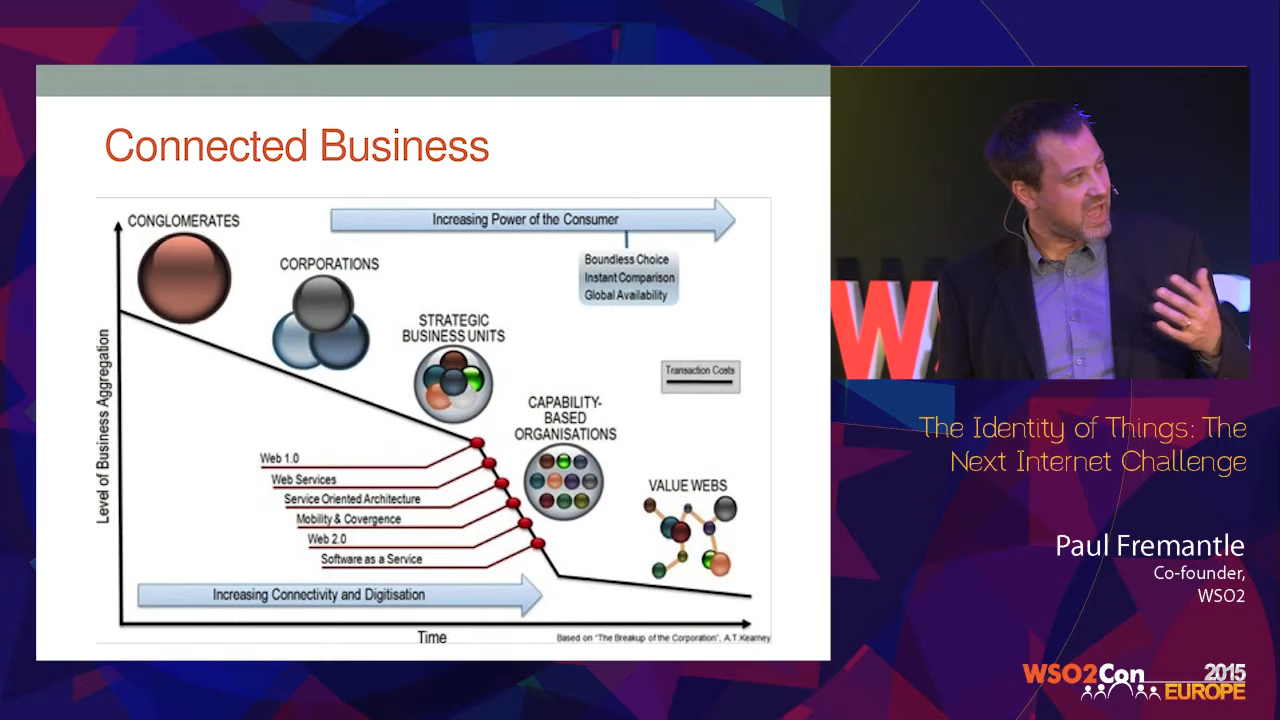 Connected Business
CONGLOMERATES
Increasing Power of the Consumer
Boundless Choice
Instant Comparison
Global Availability
CORPORATIONS
STRATEGIC
BUSINESS UNITS
Transaction Costs
CAPABILITY-
BASED
ORGANISATIONS
VALUE WEBS
Level of Business Aggregation
Web 1.0
Web Services
Service Oriented Architecture
Mobility & Covergence
Web 2.0
Software as a Service
Increasing Connectivity and Digitisation
Time
Based on "The Breakup of the Corporation", A.T.Kearney
W
The Identity of Things: The
Next Internet Challenge
Paul Fremantle
Co-founder,
WSO2
WSO2Con 2015
EUROPE